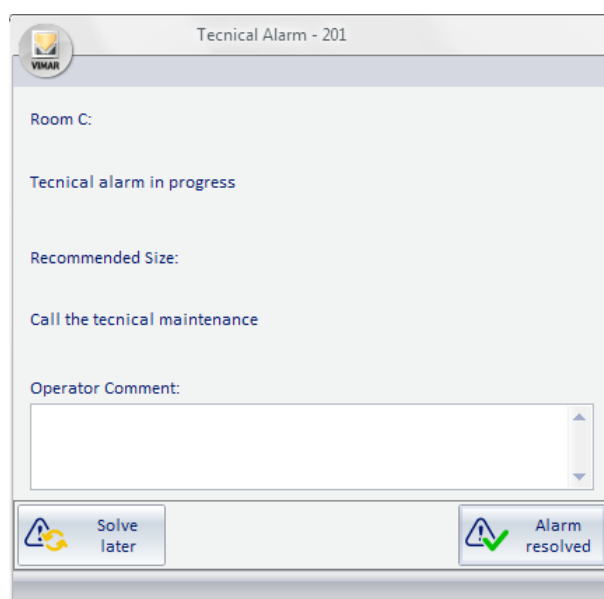 Tecnical Alarm - 201
VIMAR
Room C:
Tecnical alarm in progress
Recommended Size:
Call the tecnical maintenance
Operator Comment:
Solve
later
Alarm
resolved